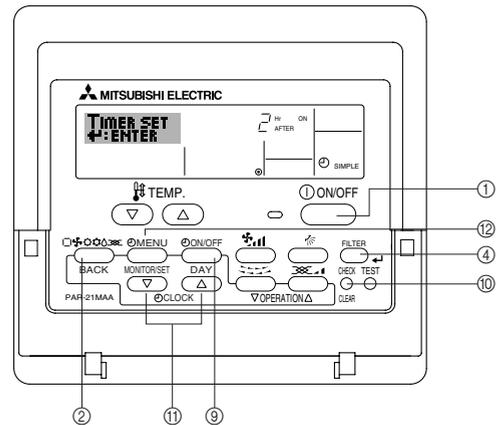 MITSUBISHI ELECTRIC
TIMER SET
↵:ENTER
2 Hr ON
AFTER
SIMPLE
TEMP.
ON/OFF
①
⑫
MENU
ON/OFF
FILTER
④
BACK
MONITOR/SET
DAY
CHECK
TEST
⑩
PAR-21MAA
CLOCK
OPERATION
CLEAR
②
⑪
⑨